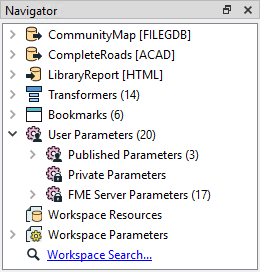 Navigator
CommunityMap [FILEGDB]
CompleteRoads [ACAD]
LibraryReport [HTML]
Transformers (14)
Bookmarks (6)
User Parameters (20)
Published Parameters (3)
Private Parameters
FME Server Parameters (17)
Workspace Resources
Workspace Parameters
Workspace Search...